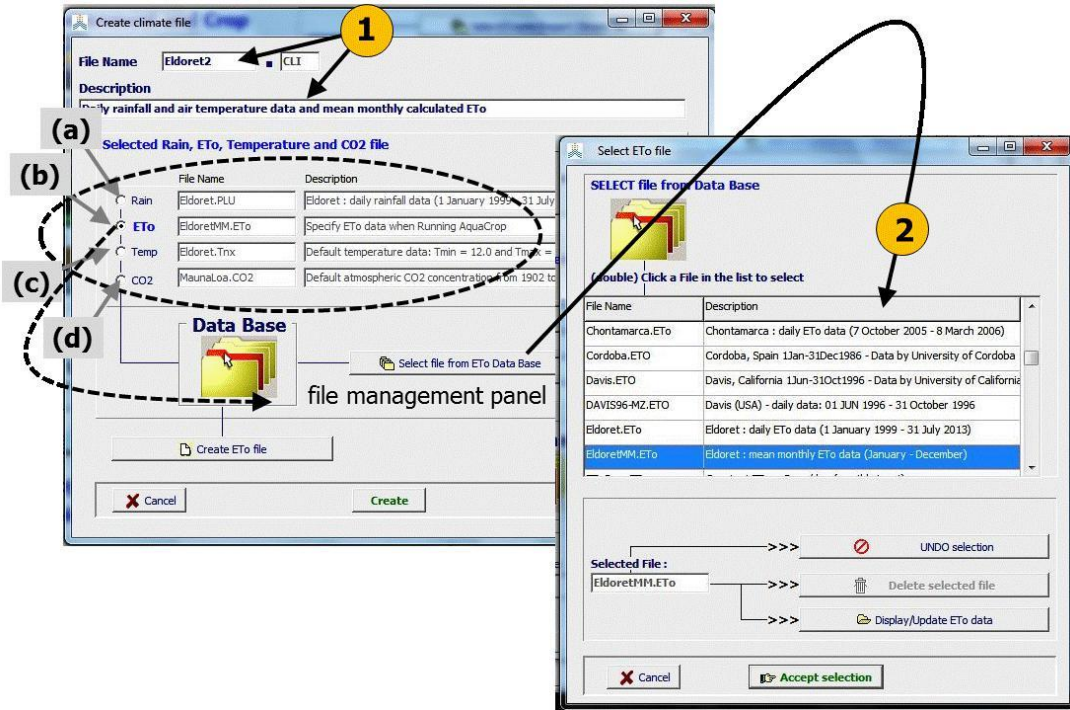 Create climate file
1
File Name Eldoret2 . CLI
Description
Daily rainfall and air temperature data and mean monthly calculated ETo
(a)
Selected Rain, ETo, Temperature and CO2 file
(b)
File Name Description
Rain Eldoret.PLU Eldoret : daily rainfall data (1 January 1999 - 31 July
ETo EldoretMM.ETo Specify ETo data when Running AquaCrop
Temp Eldoret.Tnx Default temperature data: Tmin = 12.0 and Tmax =
(c)
CO2 MaunaLoa.CO2 Default atmospheric CO2 concentration from 1902 to
(d)
Data Base
Select file from ETo Data Base
file management panel
Create ETo file
Cancel Create
Select ETo file
SELECT file from Data Base
2
(double) Click a File in the list to select
File Name Description
Chontamarca.ETo Chontamarca : daily ETo data (7 October 2005 - 8 March 2006)
Cordoba.ETO Cordoba, Spain 1Jan-31Dec1986 - Data by University of Cordoba
Davis.ETO Davis, California 1Jun-31Oct1996 - Data by University of California
DAVIS96-MZ.ETO Davis (USA) - daily data: 01 JUN 1996 - 31 October 1996
Eldoret.ETo Eldoret : daily ETo data (1 January 1999 - 31 July 2013)
EldoretMM.ETo Eldoret : mean monthly ETo data (January - December)
>>> UNDO selection
Selected File :
EldoretMM.ETo >>> Delete selected file
>>> Display/Update ETo data
Cancel Accept selection